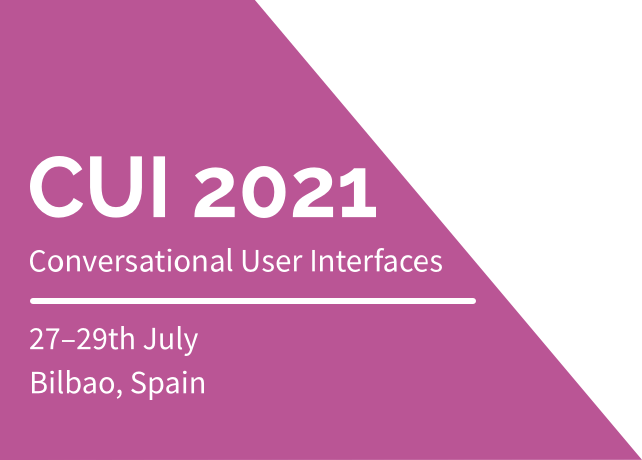 CUI 2021
Conversational User Interfaces
27–29th July
Bilbao, Spain